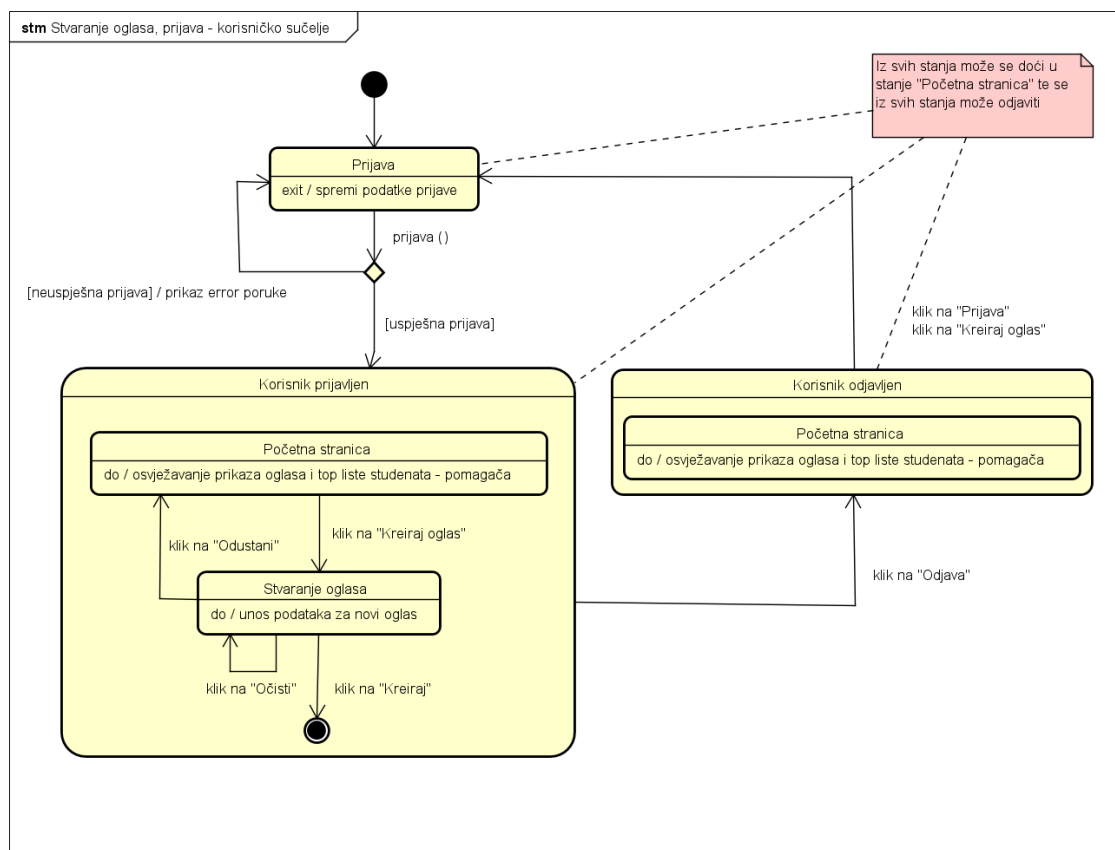 stm Stvaranje oglasa, prijava - korisničko sučelje
Iz svih stanja može se doći u
stanje "Početna stranica" te se
iz svih stanja može odjaviti
Prijava
exit / spremi podatke prijave
prijava ( )
[neuspješna prijava] / prikaz error poruke
[uspješna prijava]
klik na "Prijava"
klik na "Kreiraj oglas"
Korisnik prijavljen
Početna stranica
do / osvježavanje prikaza oglasa i top liste studenata - pomagača
klik na "Odustani"
klik na "Kreiraj oglas"
Stvaranje oglasa
do / unos podataka za novi oglas
klik na "Očisti"
klik na "Kreiraj"
Korisnik odjavljen
Početna stranica
do / osvježavanje prikaza oglasa i top liste studenata - pomagača
klik na "Odjava"